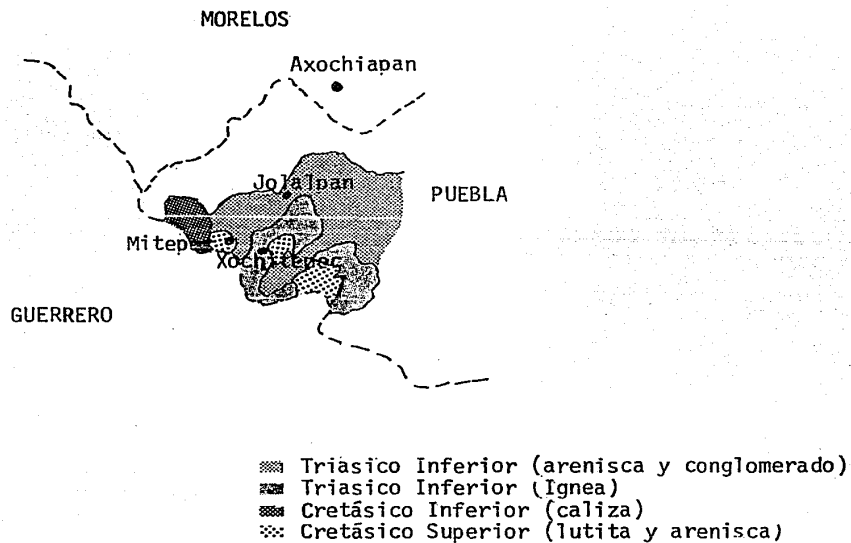 MORELOS
Axochiapan
Jolalpan
PUEBLA
Mitepec
Xochitepec
GUERRERO
Triasico Inferior (arenisca y conglomerado)
Triasico Inferior (Ignea)
Cretásico Inferior (caliza)
Cretásico Superior (lutita y arenisca)